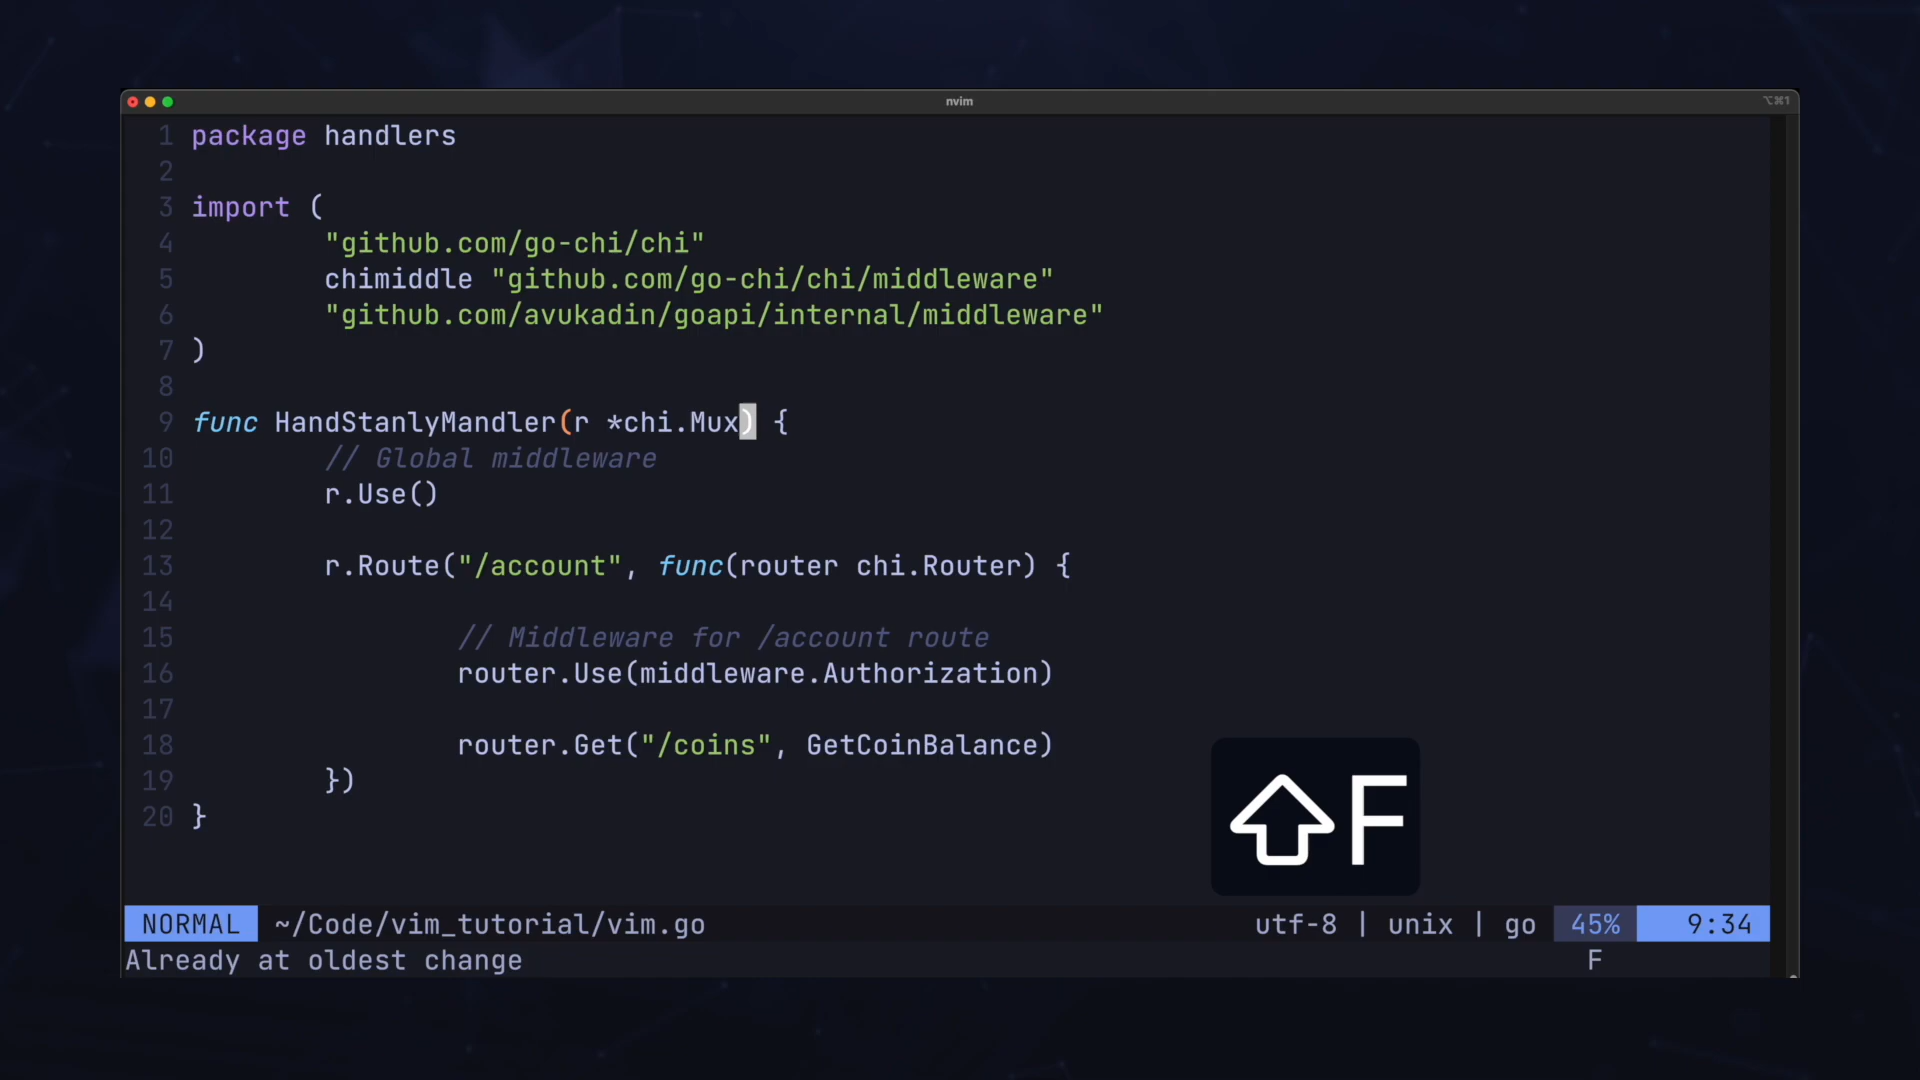 nvim
⌥⌘1
1 package handlers
2
3 import (
4 "github.com/go-chi/chi"
5 chimiddle "github.com/go-chi/chi/middleware"
6 "github.com/avukadin/goapi/internal/middleware"
7 )
8
9 func HandStanlyMandler(r *chi.Mux) {
10 // Global middleware
11 r.Use()
12
13 r.Route("/account", func(router chi.Router) {
14
15 // Middleware for /account route
16 router.Use(middleware.Authorization)
17
18 router.Get("/coins", GetCoinBalance)
19 })
20 }
⇧F
NORMAL ~/Code/vim_tutorial/vim.go utf-8 | unix | go 45% 9:34
Already at oldest change F